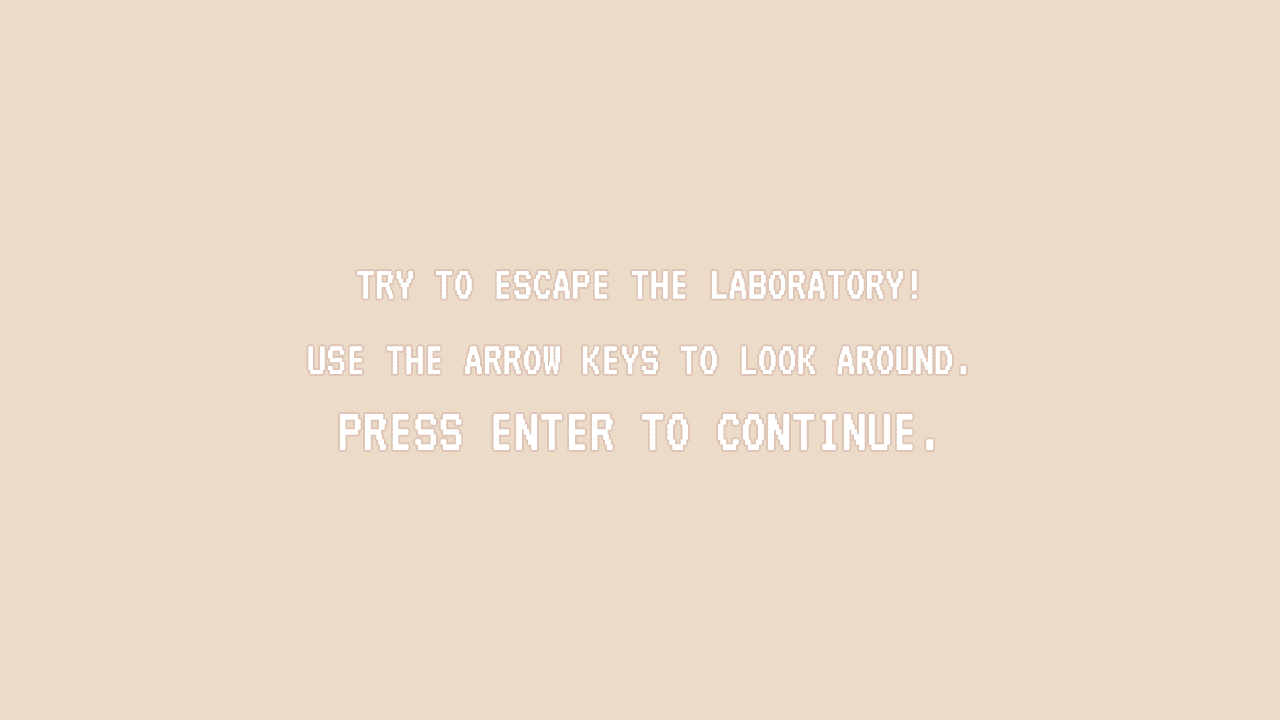 TRY TO ESCAPE THE LABORATORY!
USE THE ARROW KEYS TO LOOK AROUND.
PRESS ENTER TO CONTINUE.